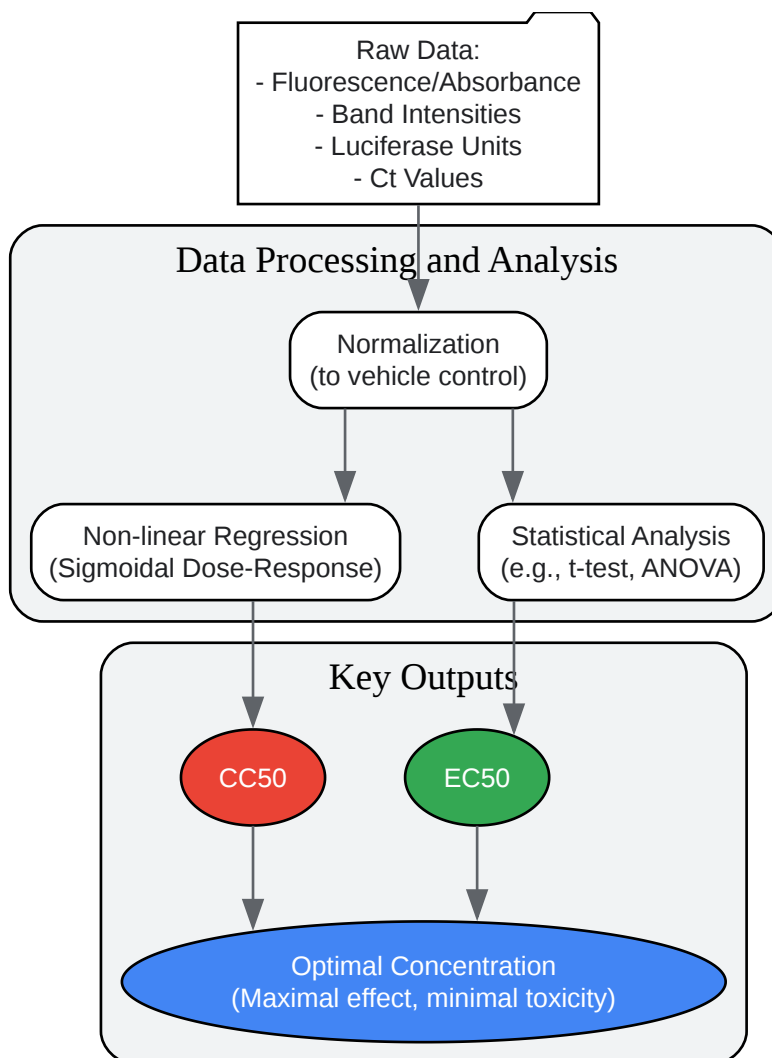 Raw Data:
- Fluorescence/Absorbance
- Band Intensities
- Luciferase Units
- Ct Values
Data Processing and Analysis
Normalization
(to vehicle control)
Non-linear Regression
(Sigmoidal Dose-Response)
Statistical Analysis
(e.g., t-test, ANOVA)
Key Outputs
CC50
EC50
Optimal Concentration
(Maximal effect, minimal toxicity)